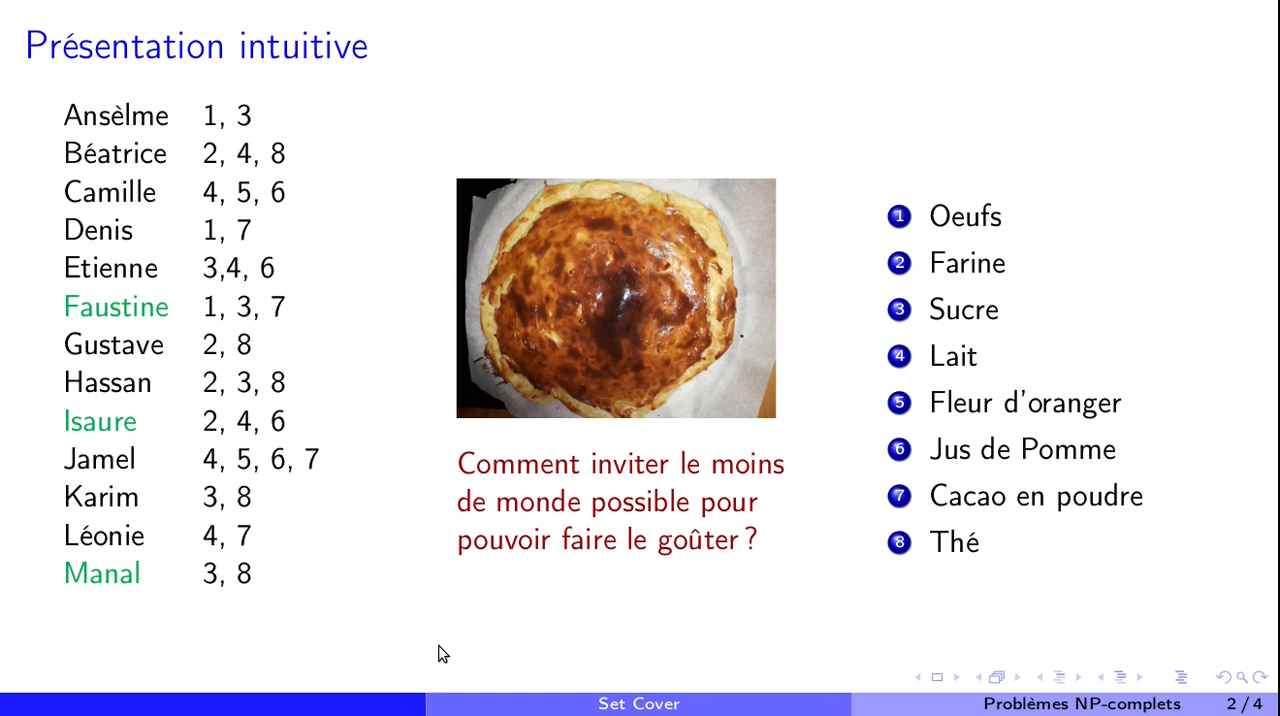 Présentation intuitive
Ansèlme 1, 3
Béatrice 2, 4, 8
Camille 4, 5, 6
Denis 1, 7
Etienne 3,4, 6
Faustine 1, 3, 7
Gustave 2, 8
Hassan 2, 3, 8
Isaure 2, 4, 6
Jamel 4, 5, 6, 7
Karim 3, 8
Léonie 4, 7
Manal 3, 8
Comment inviter le moins
de monde possible pour
pouvoir faire le goûter ?
1 Oeufs
2 Farine
3 Sucre
4 Lait
5 Fleur d'oranger
6 Jus de Pomme
7 Cacao en poudre
8 Thé
Set Cover
Problèmes NP-complets 2 / 4